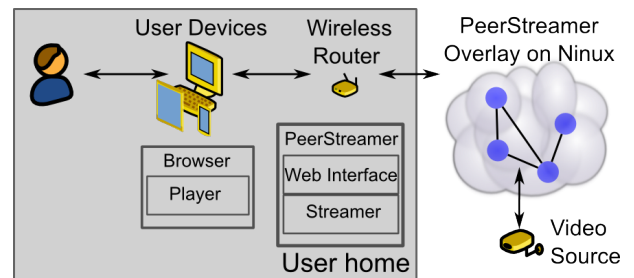 User Devices
Wireless
Router
PeerStreamer
Overlay on Ninux
Browser
Player
PeerStreamer
Web Interface
Streamer
User home
Video
Source